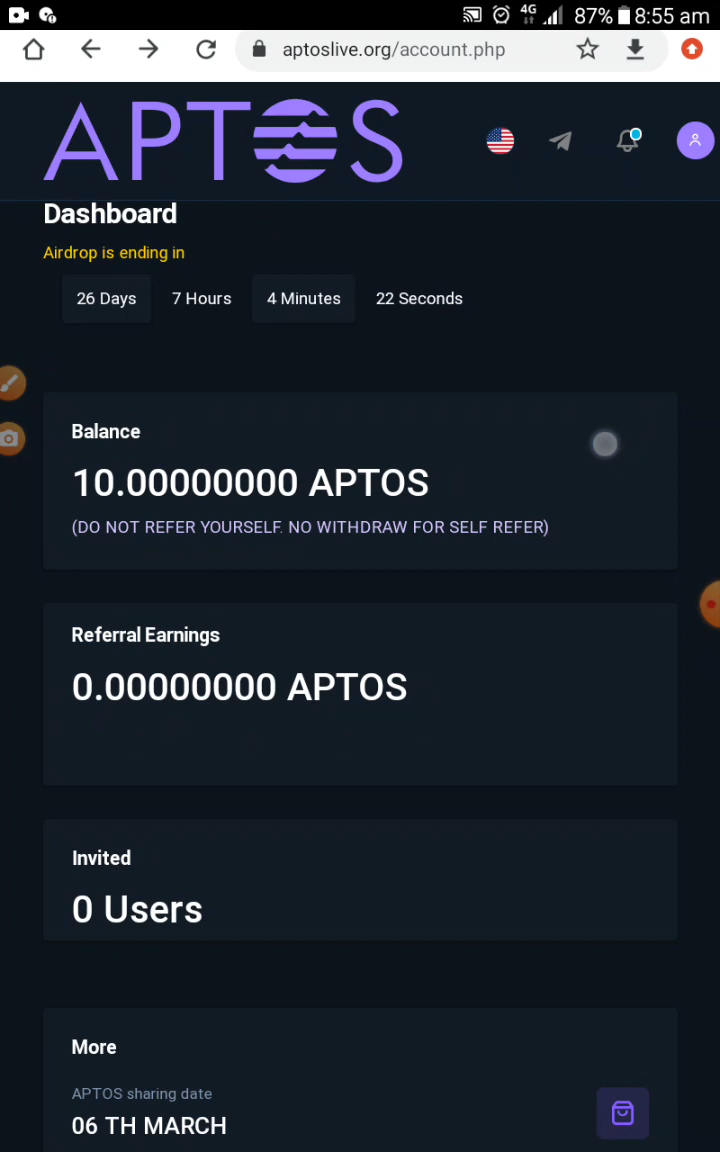 4G 87% 8:55 am
aptoslive.org/account.php
APTOS
Dashboard
Airdrop is ending in
26 Days 7 Hours 4 Minutes 22 Seconds
Balance
10.00000000 APTOS
(DO NOT REFER YOURSELF. NO WITHDRAW FOR SELF REFER)
Referral Earnings
0.00000000 APTOS
Invited
0 Users
More
APTOS sharing date
06 TH MARCH